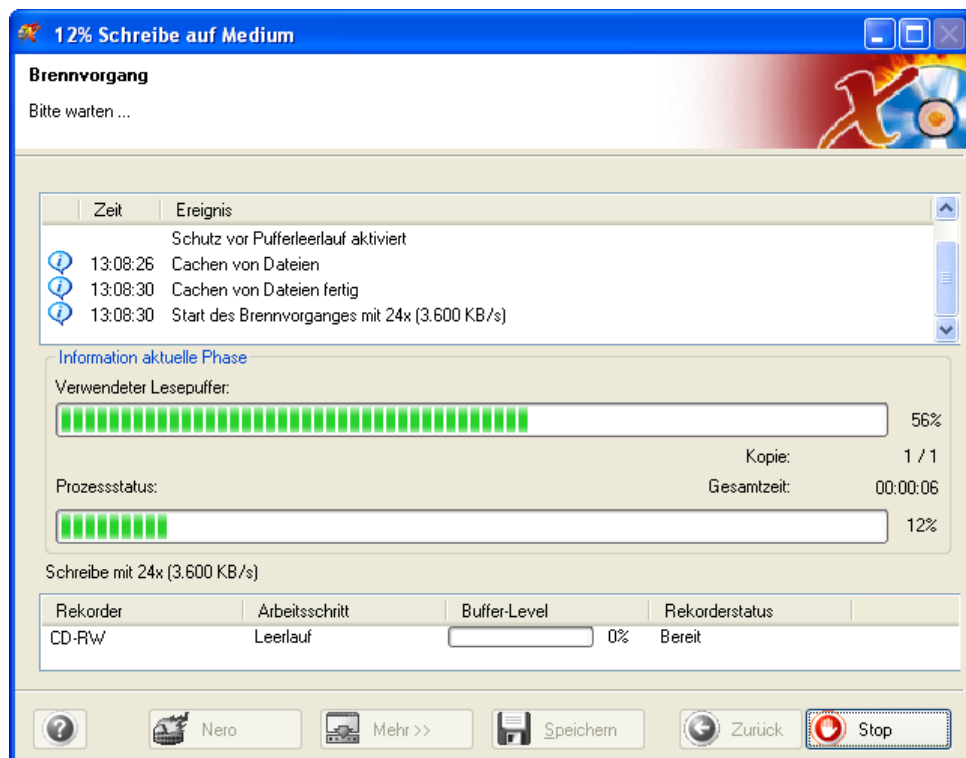 12% Schreibe auf Medium
Brennvorgang
Bitte warten ...
Zeit Ereignis
Schutz vor Pufferleerlauf aktiviert
13:08:26 Cachen von Dateien
13:08:30 Cachen von Dateien fertig
13:08:30 Start des Brennvorganges mit 24x (3.600 KB/s)
Information aktuelle Phase
Verwendeter Lesepuffer:
56%
Kopie: 1 / 1
Prozessstatus: Gesamtzeit: 00:00:06
12%
Schreibe mit 24x (3.600 KB/s)
Rekorder Arbeitsschritt Buffer-Level Rekorderstatus
CD-RW Leerlauf 0% Bereit
Nero Mehr >> Speichern Zurück Stop